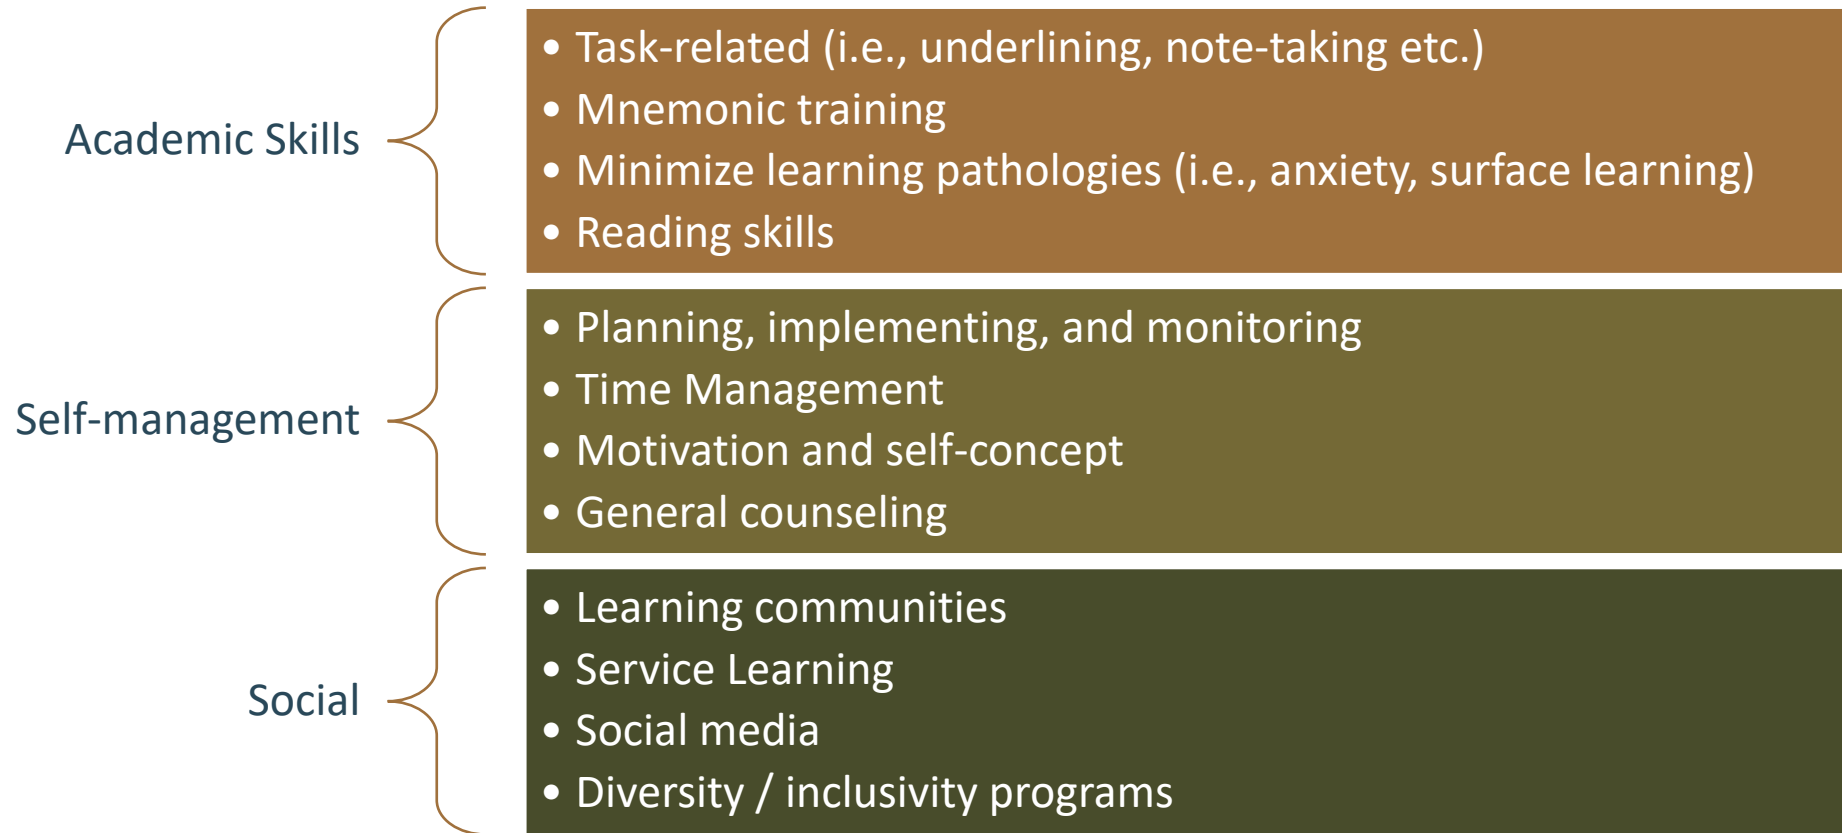 Academic Skills
• Task-related (i.e., underlining, note-taking etc.)
• Mnemonic training
• Minimize learning pathologies (i.e., anxiety, surface learning)
• Reading skills
Self-management
• Planning, implementing, and monitoring
• Time Management
• Motivation and self-concept
• General counseling
Social
• Learning communities
• Service Learning
• Social media
• Diversity / inclusivity programs